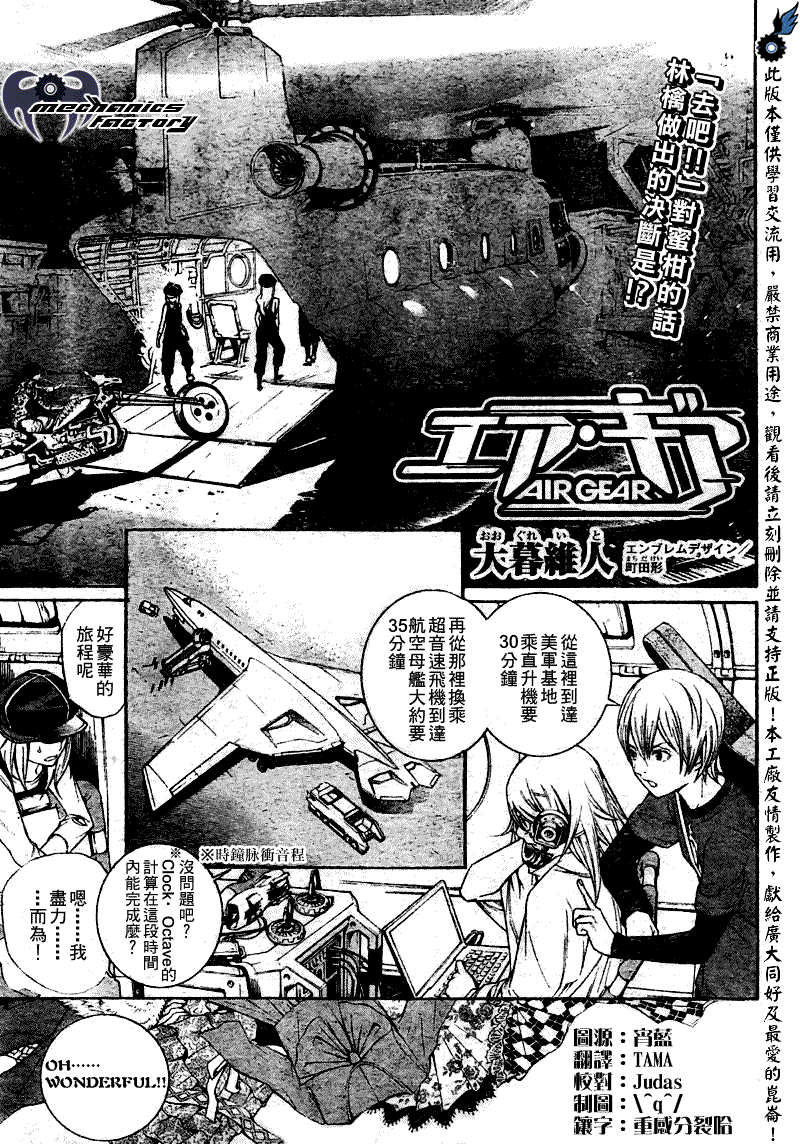 「去吧!!」對蜜柑的話
林檎做出的決斷是!?
Mechanics
Factory
エア・ギア
AIR GEAR
おおぐれいと
大暮維人
エンブレムデザイン/
まちだけい
町田形
從這裡到達
美軍基地
乘直升機要
30分鐘
再從那裡換乘
超音速飛機到達
航空母艦大約要
35分鐘
好豪華的
旅程呢
※時鐘脉衝音程
※
沒問題吧?
Clock-Octave的
計算在這段時間
內能完成麼?
嗯……我
盡力……
……而為!
OH……
WONDERFUL!!
圖源:宵藍
翻譯:TAMA
校對:Judas
制圖:\^q^/
鑲字:重感分裂哈
此版本僅供學習交流用,嚴禁商業用途,觀看後請立刻刪除並請支持正版!本工廠友情製作,獻給廣大同好及最愛的崑崙!